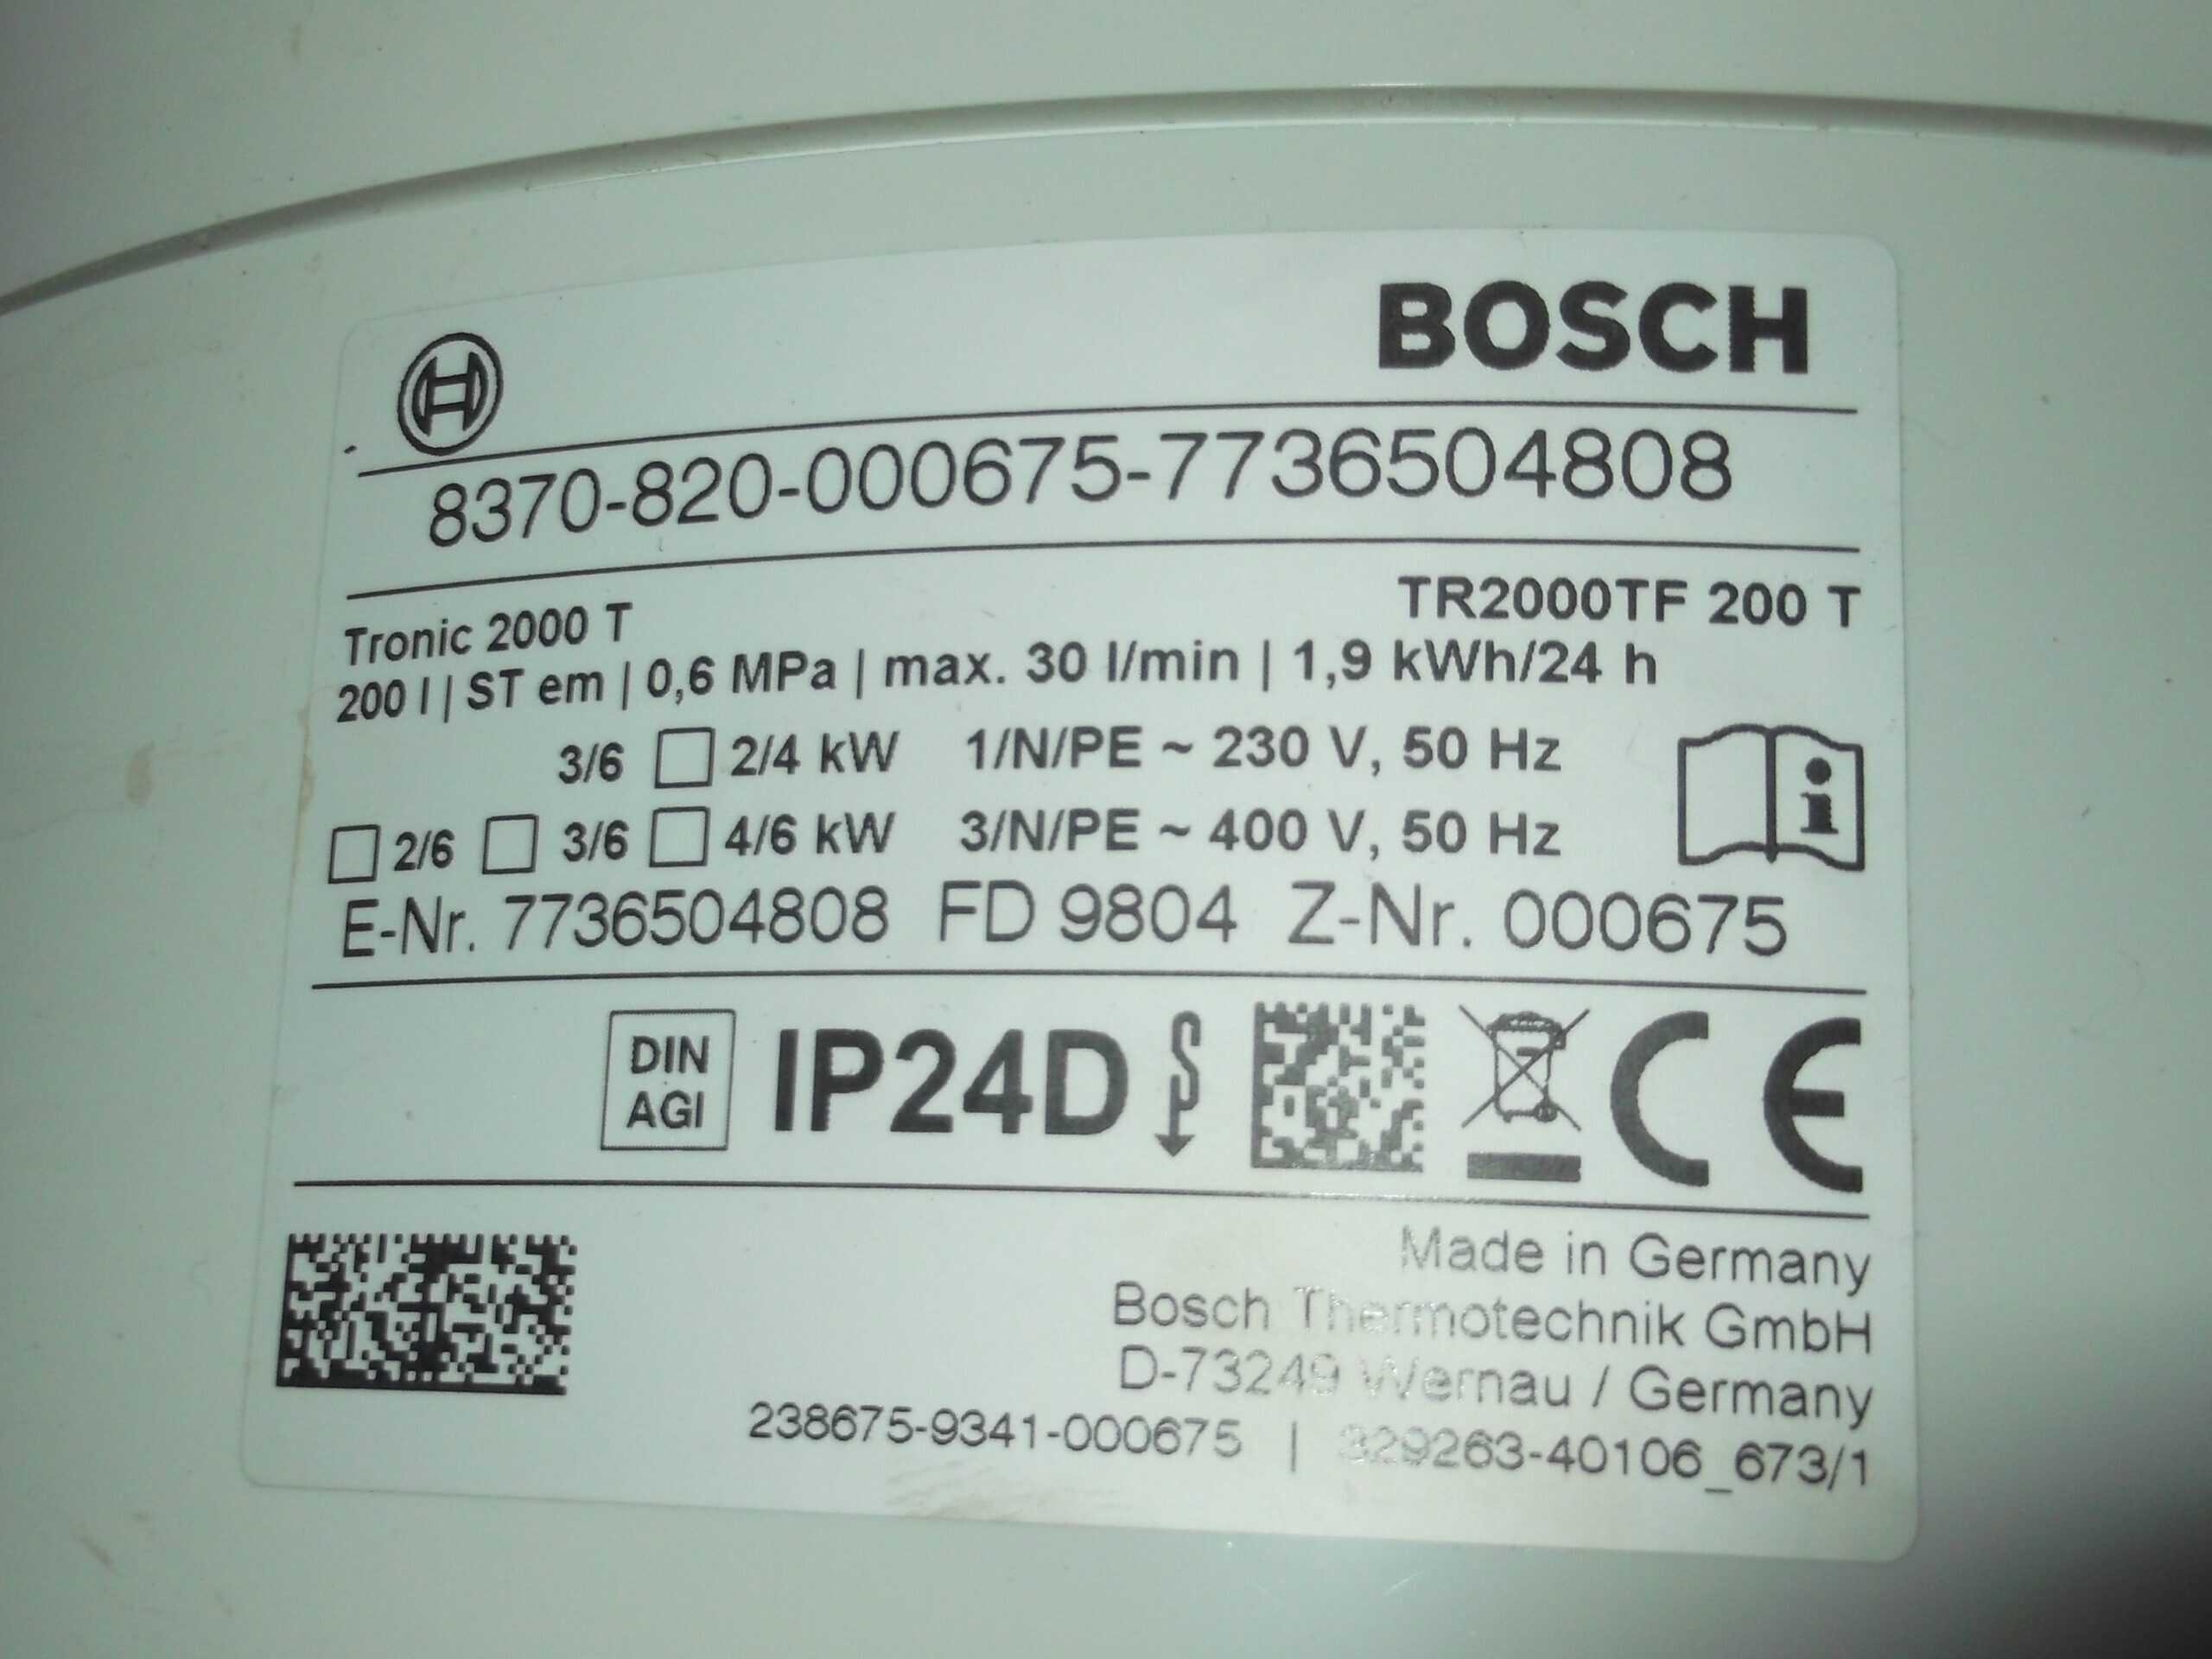 BOSCH
8370-820-000675-7736504808
Tronic 2000 T TR2000TF 200 T
200 l | ST em | 0,6 MPa | max. 30 l/min | 1,9 kWh/24 h
3/6 □ 2/4 kW 1/N/PE ~ 230 V, 50 Hz
□ 2/6 □ 3/6 □ 4/6 kW 3/N/PE ~ 400 V, 50 Hz
E-Nr. 7736504808 FD 9804 Z-Nr. 000675
DIN
AGI
IP24D
CE
Made in Germany
Bosch Thermotechnik GmbH
D-73249 Wernau / Germany
238675-9341-000675 | 329263-40106_673/1